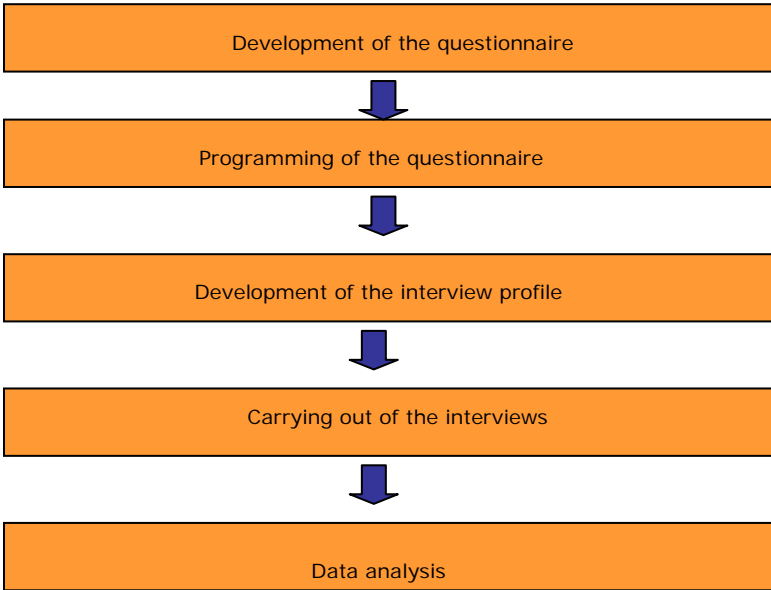 Development of the questionnaire
Programming of the questionnaire
Development of the interview profile
Carrying out of the interviews
Data analysis